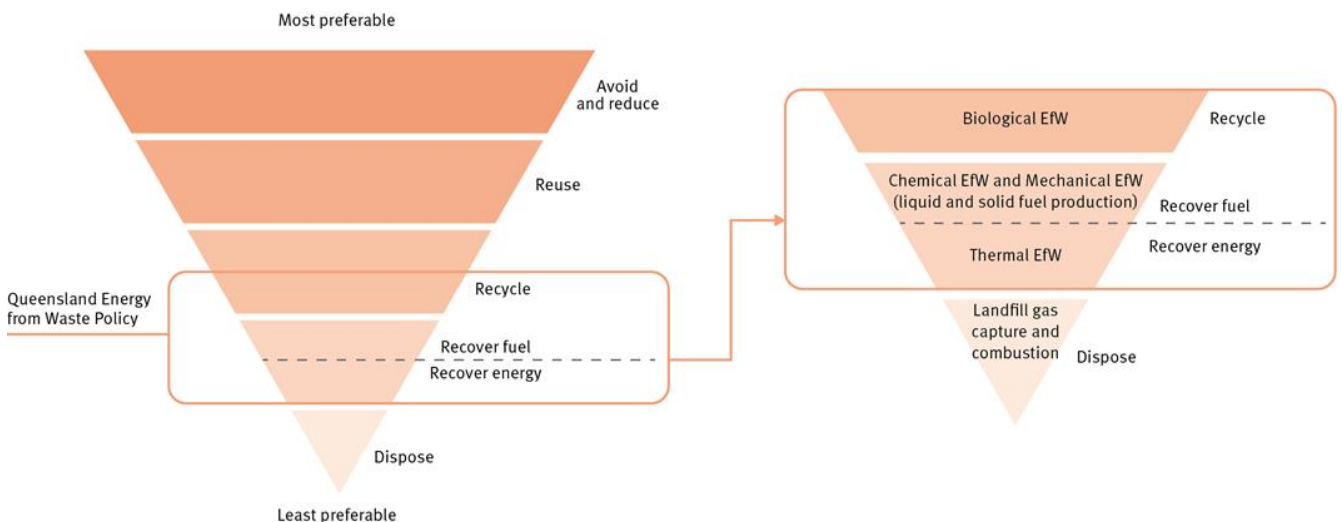 Most preferable
Avoid
and reduce
Reuse
Recycle
Queensland Energy
from Waste Policy
Recover fuel
Recover energy
Dispose
Least preferable
Biological EfW
Recycle
Chemical EfW and Mechanical EfW
(liquid and solid fuel production)
Recover fuel
Recover energy
Thermal EfW
Landfill gas
capture and
combustion
Dispose